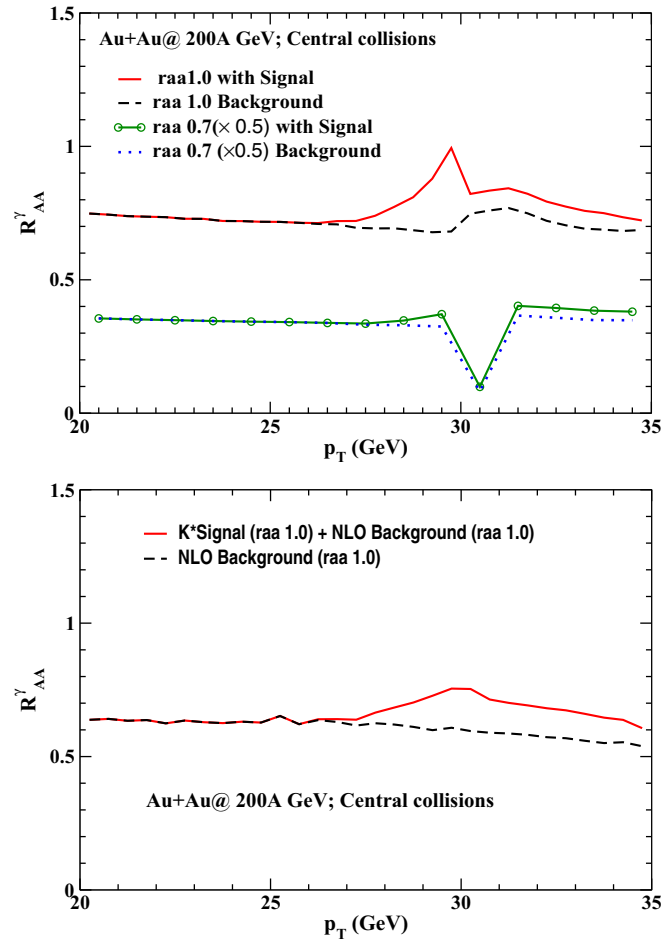 1.5
Au+Au@ 200A GeV; Central collisions
raa1.0 with Signal
raa 1.0 Background
raa 0.7(× 0.5) with Signal
raa 0.7 (×0.5) Background
1
R^γ_AA
0.5
0
20 25 30 35
p_T (GeV)
1.5
K*Signal (raa 1.0) + NLO Background (raa 1.0)
NLO Background (raa 1.0)
1
R^γ_AA
0.5
Au+Au@ 200A GeV; Central collisions
0
20 25 30 35
p_T (GeV)